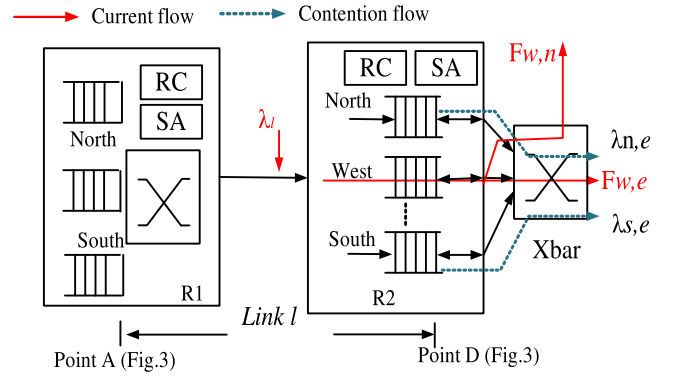 Current flow
Contention flow
RC
SA
North
South
R1
λl
RC
SA
North
West
South
R2
Fw,n
λn,e
Fw,e
λs,e
Xbar
Link l
Point A (Fig.3)
Point D (Fig.3)